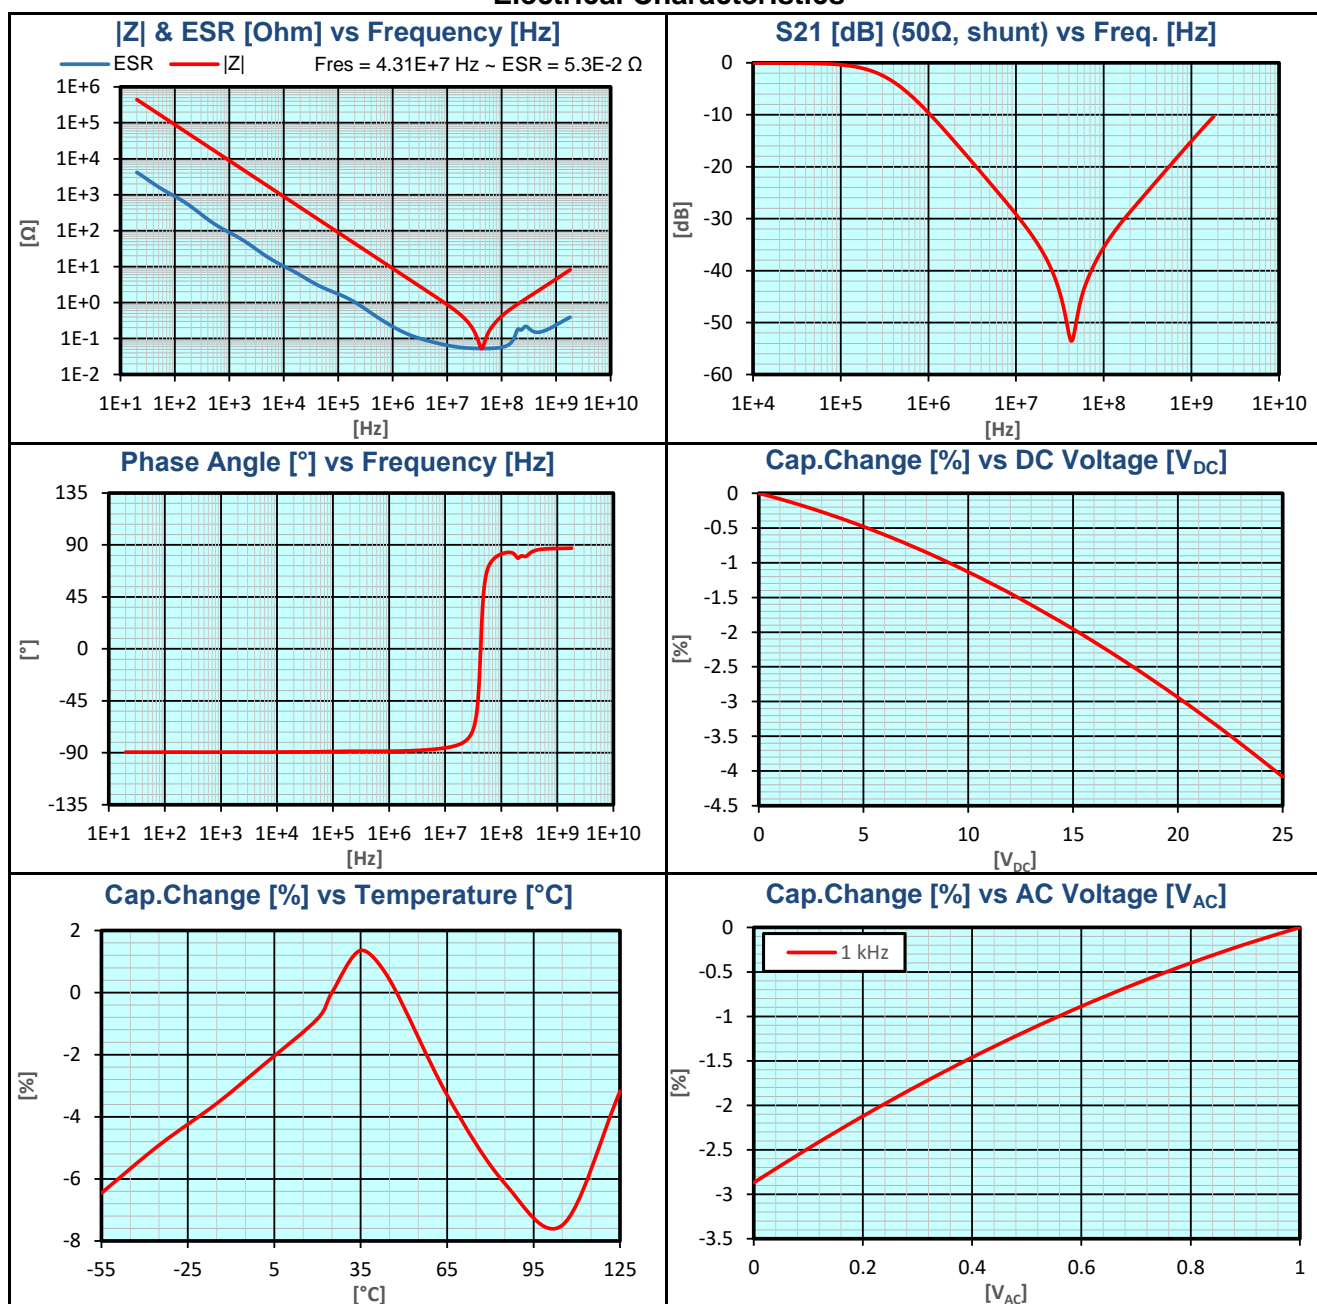 |Z| & ESR [Ohm] vs Frequency [Hz]
ESR |Z| Fres = 4.31E+7 Hz ~ ESR = 5.3E-2 Ω
1E+6
1E+5
1E+4
1E+3
1E+2
1E+1
1E+0
1E-1
1E-2
[Ω]
1E+1 1E+2 1E+3 1E+4 1E+5 1E+6 1E+7 1E+8 1E+9 1E+10
[Hz]
S21 [dB] (50Ω, shunt) vs Freq. [Hz]
0
-10
-20
-30
-40
-50
-60
[dB]
1E+4 1E+5 1E+6 1E+7 1E+8 1E+9 1E+10
[Hz]
Phase Angle [°] vs Frequency [Hz]
135
90
45
0
-45
-90
-135
[°]
1E+1 1E+2 1E+3 1E+4 1E+5 1E+6 1E+7 1E+8 1E+9 1E+10
[Hz]
Cap.Change [%] vs DC Voltage [VDC]
0
-0.5
-1
-1.5
-2
-2.5
-3
-3.5
-4
-4.5
[%]
0 5 10 15 20 25
[VDC]
Cap.Change [%] vs Temperature [°C]
2
0
-2
-4
-6
-8
[%]
-55 -25 5 35 65 95 125
[°C]
Cap.Change [%] vs AC Voltage [VAC]
1 kHz
0
-0.5
-1
-1.5
-2
-2.5
-3
-3.5
[%]
0 0.2 0.4 0.6 0.8 1
[VAC]